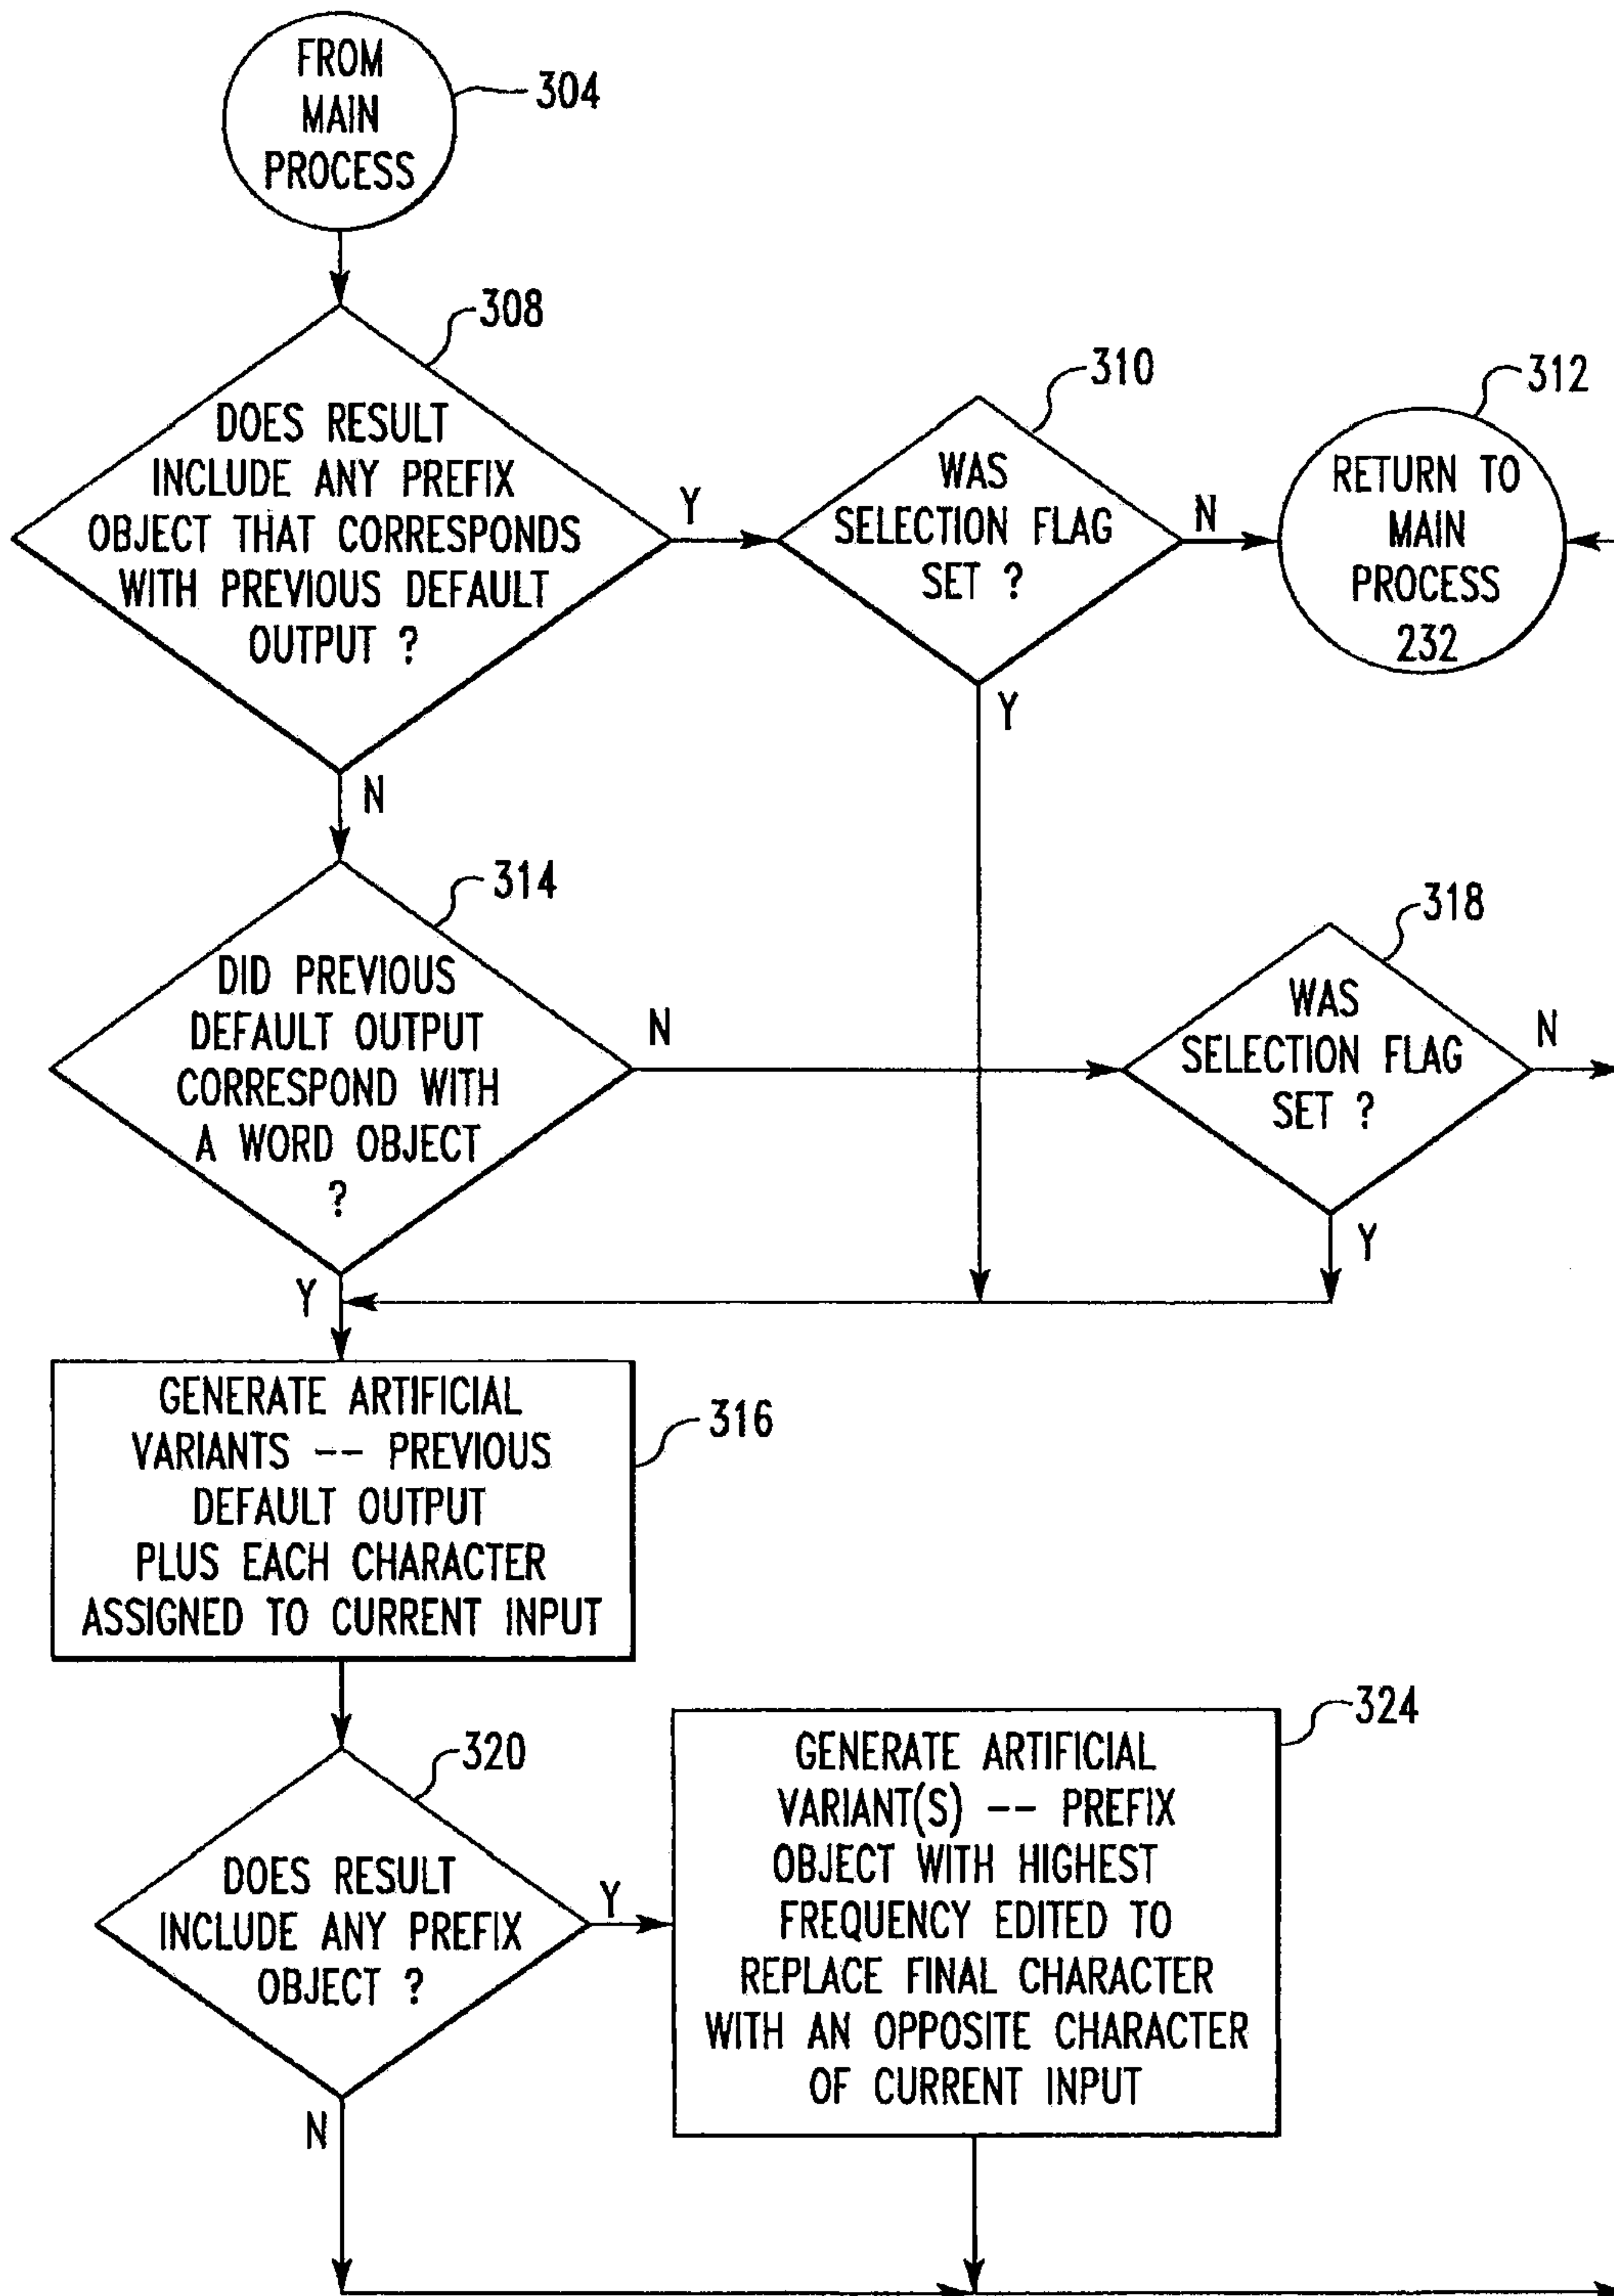 FROM
MAIN
PROCESS
304
308
DOES RESULT
INCLUDE ANY PREFIX
OBJECT THAT CORRESPONDS
WITH PREVIOUS DEFAULT
OUTPUT ?
Y
N
310
WAS
SELECTION FLAG
SET ?
N
Y
312
RETURN TO
MAIN
PROCESS
232
314
DID PREVIOUS
DEFAULT OUTPUT
CORRESPOND WITH
A WORD OBJECT
?
N
Y
318
WAS
SELECTION FLAG
SET ?
N
Y
GENERATE ARTIFICIAL
VARIANTS -- PREVIOUS
DEFAULT OUTPUT
PLUS EACH CHARACTER
ASSIGNED TO CURRENT INPUT
316
320
DOES RESULT
INCLUDE ANY PREFIX
OBJECT ?
Y
N
324
GENERATE ARTIFICIAL
VARIANT(S) -- PREFIX
OBJECT WITH HIGHEST
FREQUENCY EDITED TO
REPLACE FINAL CHARACTER
WITH AN OPPOSITE CHARACTER
OF CURRENT INPUT